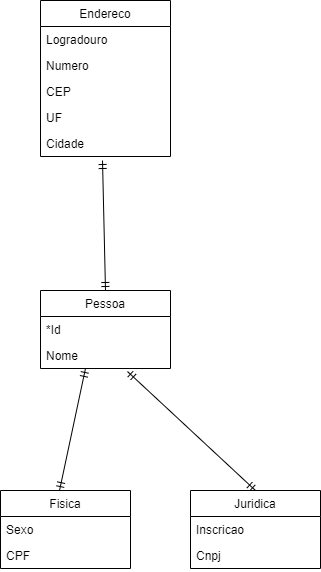 Endereco
Logradouro
Numero
CEP
UF
Cidade
Pessoa
*Id
Nome
Fisica
Sexo
CPF
Juridica
Inscricao
Cnpj